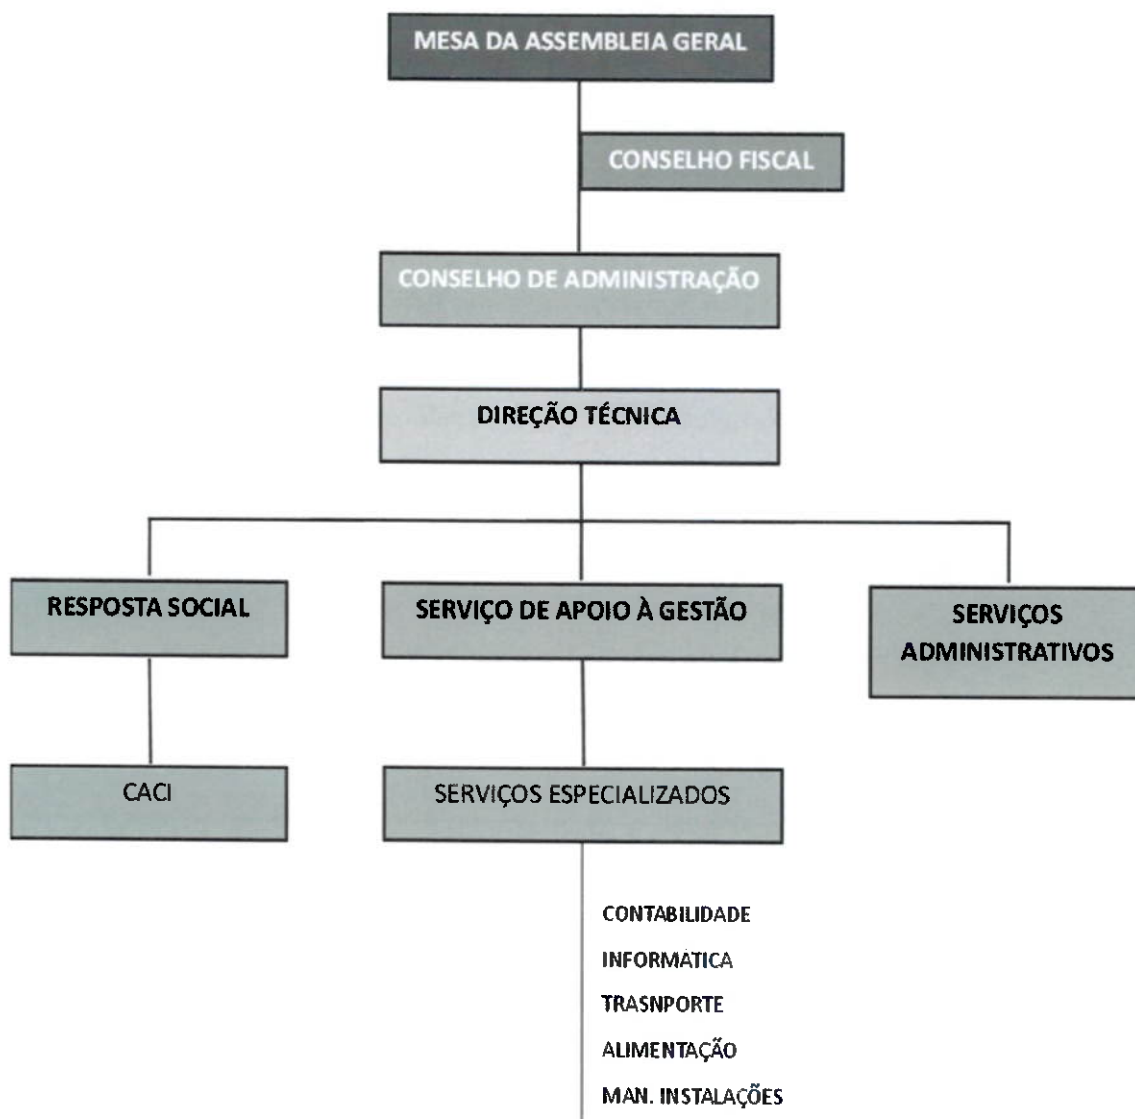 MESA DA ASSEMBLEIA GERAL
CONSELHO FISCAL
CONSELHO DE ADMINISTRAÇÃO
DIREÇÃO TÉCNICA
RESPOSTA SOCIAL
SERVIÇO DE APOIO À GESTÃO
SERVIÇOS
ADMINISTRATIVOS
CACI
SERVIÇOS ESPECIALIZADOS
CONTABILIDADE
INFORMÁTICA
TRASNPORTE
ALIMENTAÇÃO
MAN. INSTALAÇÕES